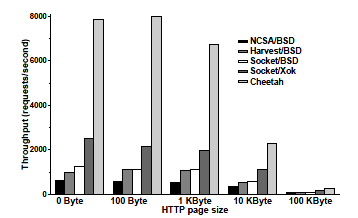 Throughput (requests/second)
8000
6000
4000
2000
0
NCSA/BSD
Harvest/BSD
Socket/BSD
Socket/Xok
Cheetah
0 Byte 100 Byte 1 KByte 10 KByte 100 KByte
HTTP page size